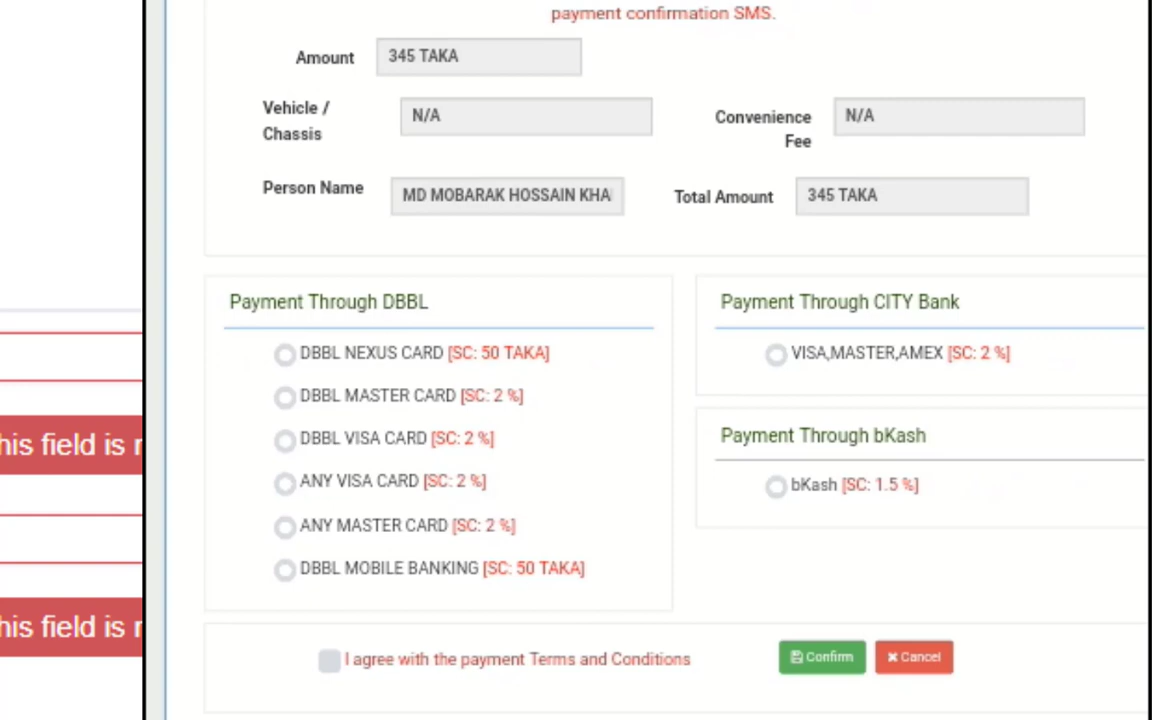 payment confirmation SMS.
Amount 345 TAKA
Vehicle / Chassis N/A Convenience Fee N/A
Person Name MD MOBARAK HOSSAIN KHA Total Amount 345 TAKA
Payment Through DBBL
DBBL NEXUS CARD [SC: 50 TAKA]
DBBL MASTER CARD [SC: 2 %]
DBBL VISA CARD [SC: 2 %]
ANY VISA CARD [SC: 2 %]
ANY MASTER CARD [SC: 2 %]
DBBL MOBILE BANKING [SC: 50 TAKA]
Payment Through CITY Bank
VISA,MASTER,AMEX [SC: 2 %]
Payment Through bKash
bKash [SC: 1.5 %]
I agree with the payment Terms and Conditions
Confirm Cancel
his field is r
his field is r